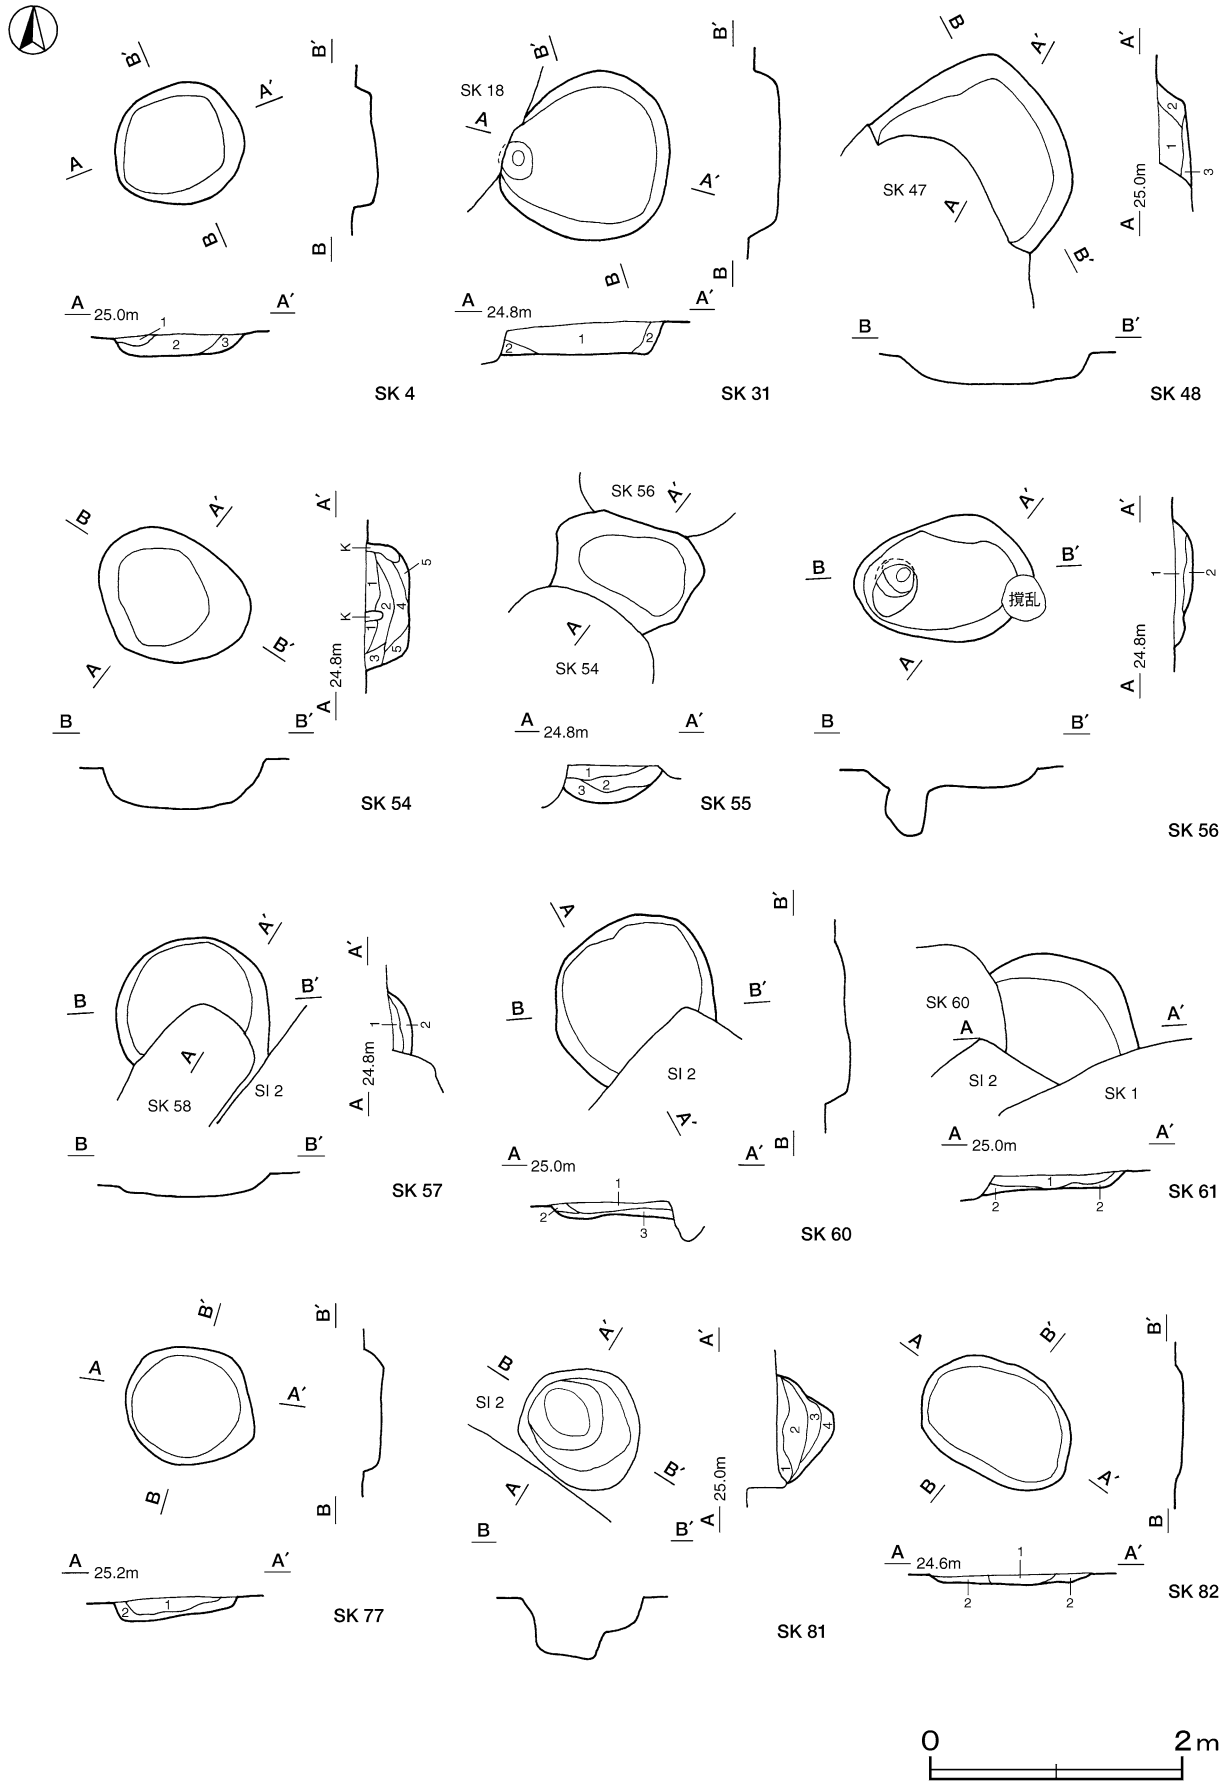 B′
A′
A
B
B′
B
A 25.0m
A′
1
2
3
SK 4
B′
SK 18
A
A′
B
B′
B
A 24.8m
A′
1
2
2
SK 31
B
A′
SK 47
A
B′
A′
2
1
3
A 25.0m
B
B′
SK 48
B
A′
B′
A
A′
K
5
1
2
4
K
1
3
5
A 24.8m
B
B′
SK 54
SK 56
A′
A
SK 54
A 24.8m
A′
1
2
3
SK 55
A′
B
B′
撹乱
A
A′
1
2
A 24.8m
B
B′
SK 56
A′
B
B′
A
SK 58
SI 2
A′
1
2
A 24.8m
B
B′
SK 57
A
B
B′
SI 2
A′
B′
B
A 25.0m
A′
1
2
3
SK 60
SK 60
A
A′
SI 2
SK 1
A 25.0m
A′
1
2
2
SK 61
B′
A
A′
B
B′
B
A 25.2m
A′
1
2
SK 77
A′
B
SI 2
B′
A
A′
2
3
4
1
A 25.0m
B
B′
SK 81
A
B′
B
A′
B′
B
A 24.6m
A′
1
2
2
SK 82
0
2 m